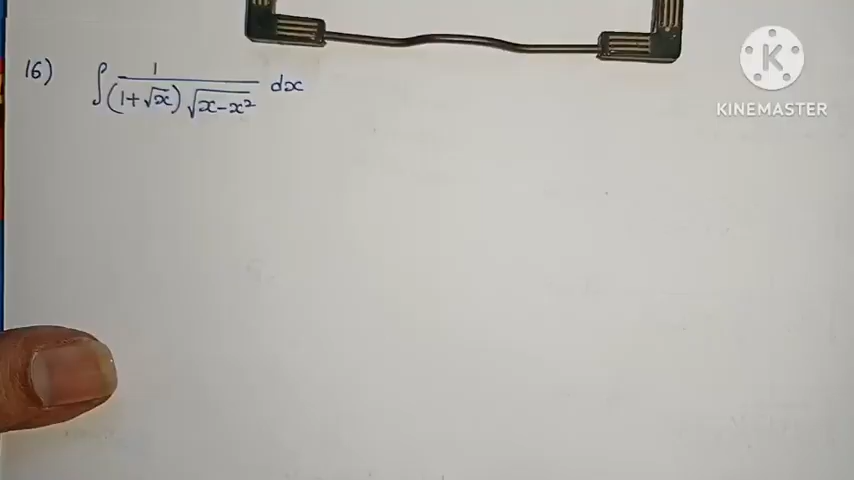 16) ∫ 1/((1+√x) √(x-x²)) dx
K
KINEMASTER